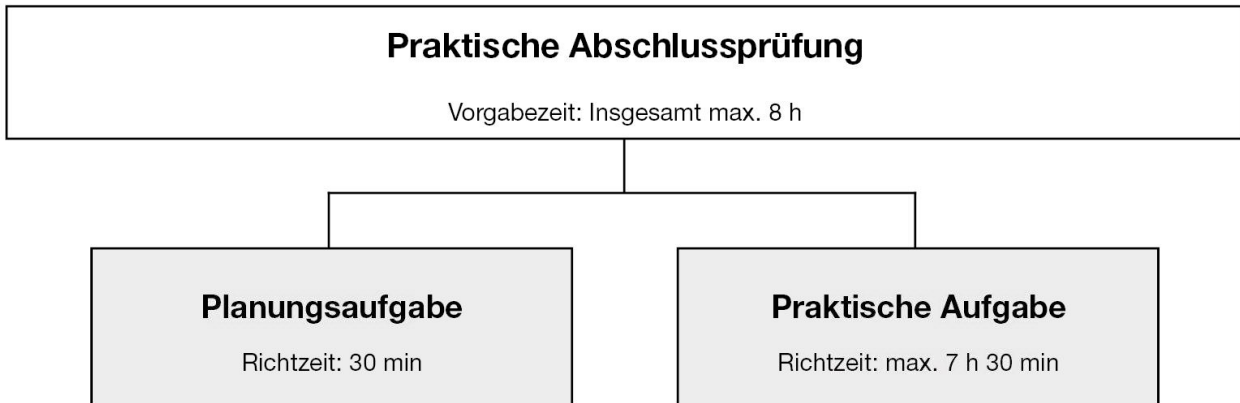 Praktische Abschlussprüfung
Vorgabezeit: Insgesamt max. 8 h
Planungsaufgabe
Richtzeit: 30 min
Praktische Aufgabe
Richtzeit: max. 7 h 30 min